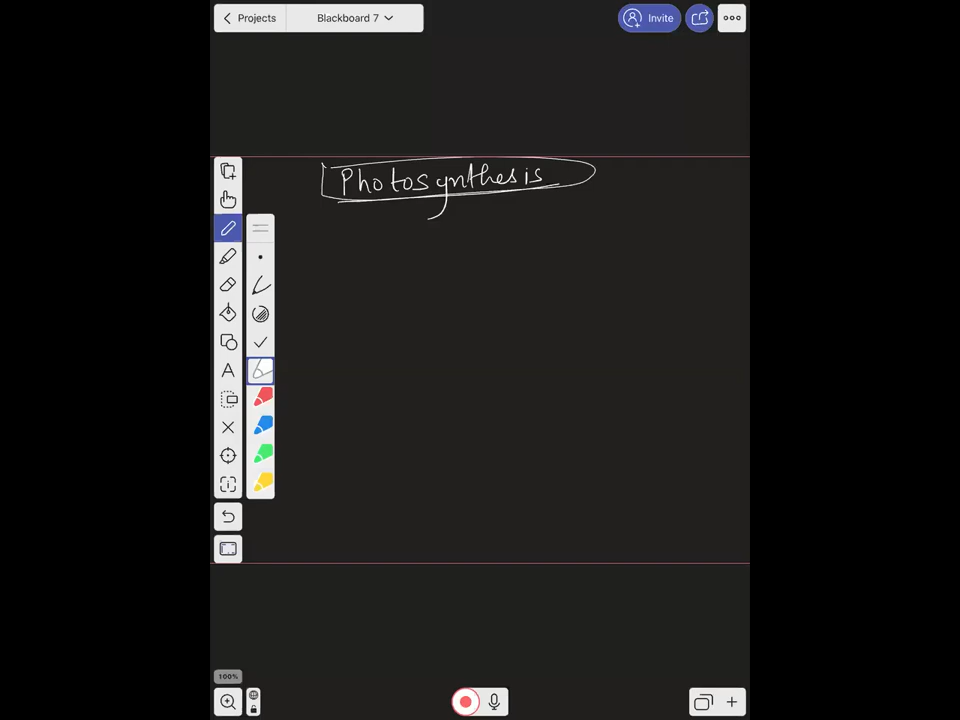 Projects
Blackboard 7
Invite
Photosynthesis
A
100%